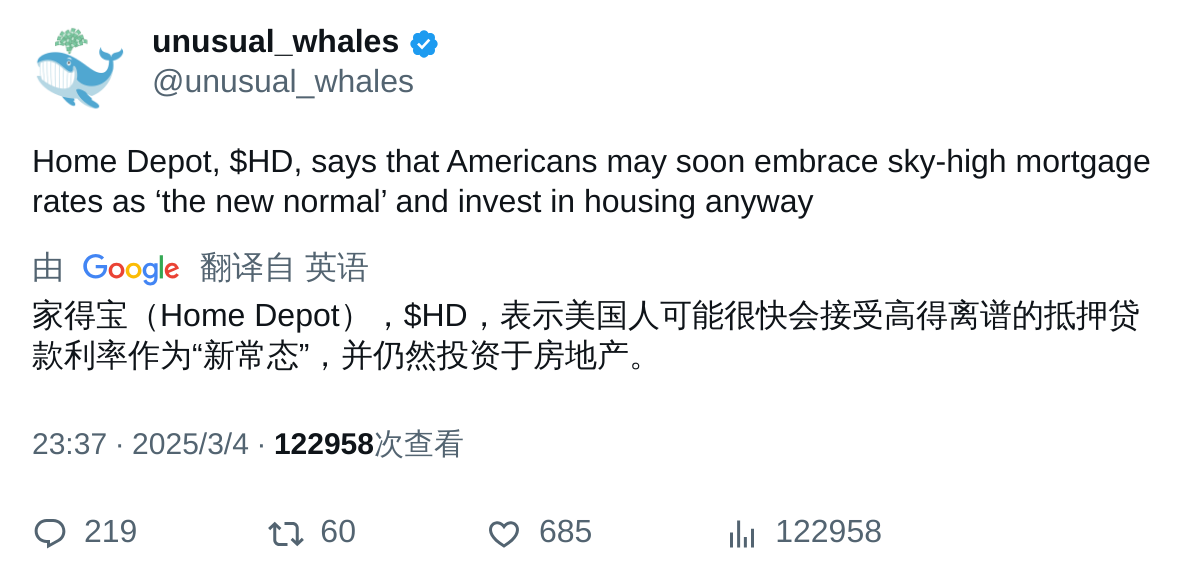 unusual_whales
@unusual_whales
Home Depot, $HD, says that Americans may soon embrace sky-high mortgage
rates as ‘the new normal’ and invest in housing anyway
由 Google 翻译自 英语
家得宝（Home Depot），$HD，表示美国人可能很快会接受高得离谱的抵押贷
款利率作为“新常态”，并仍然投资于房地产。
23:37 · 2025/3/4 · 122958次查看
219 60 685 122958